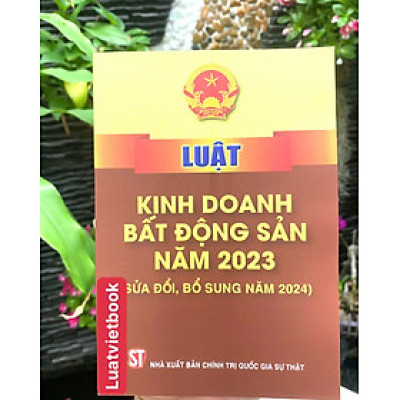 LUẬT
KINH DOANH
BẤT ĐỘNG SẢN
NĂM 2023
(SỬA ĐỔI, BỔ SUNG NĂM 2024)
ST NHÀ XUẤT BẢN CHÍNH TRỊ QUỐC GIA SỰ THẬT
Luatvietbook